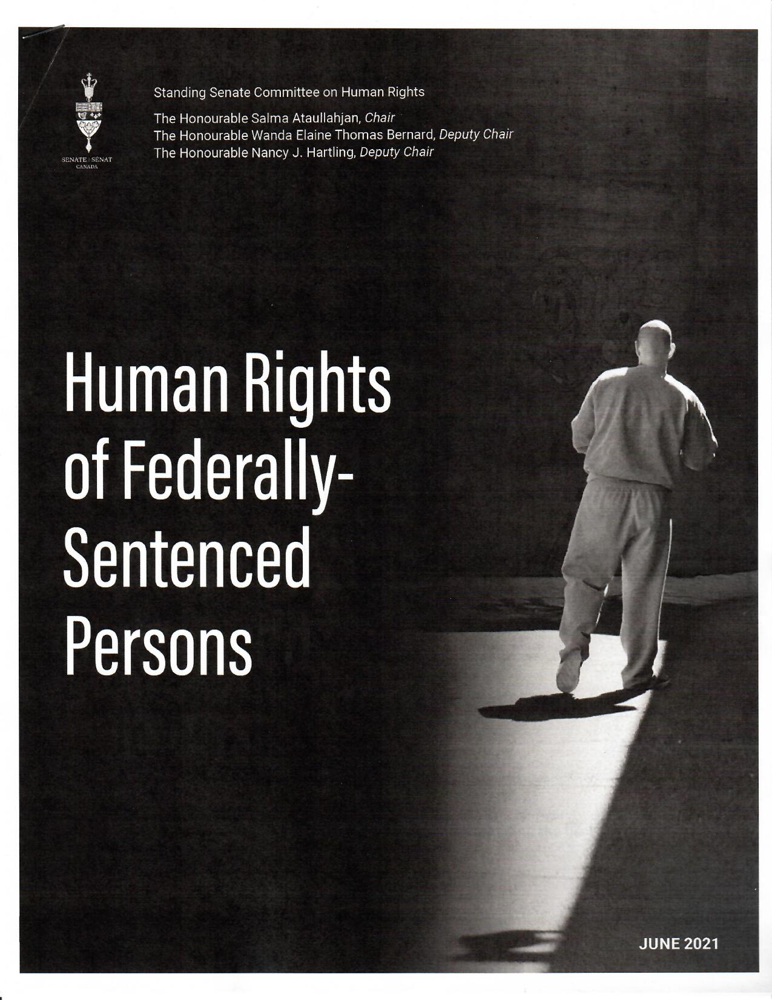 Standing Senate Committee on Human Rights
The Honourable Salma Ataullahjan, Chair
The Honourable Wanda Elaine Thomas Bernard, Deputy Chair
The Honourable Nancy J. Hartling, Deputy Chair
SENATE | SÉNAT
CANADA
Human Rights
of Federally-
Sentenced
Persons
JUNE 2021